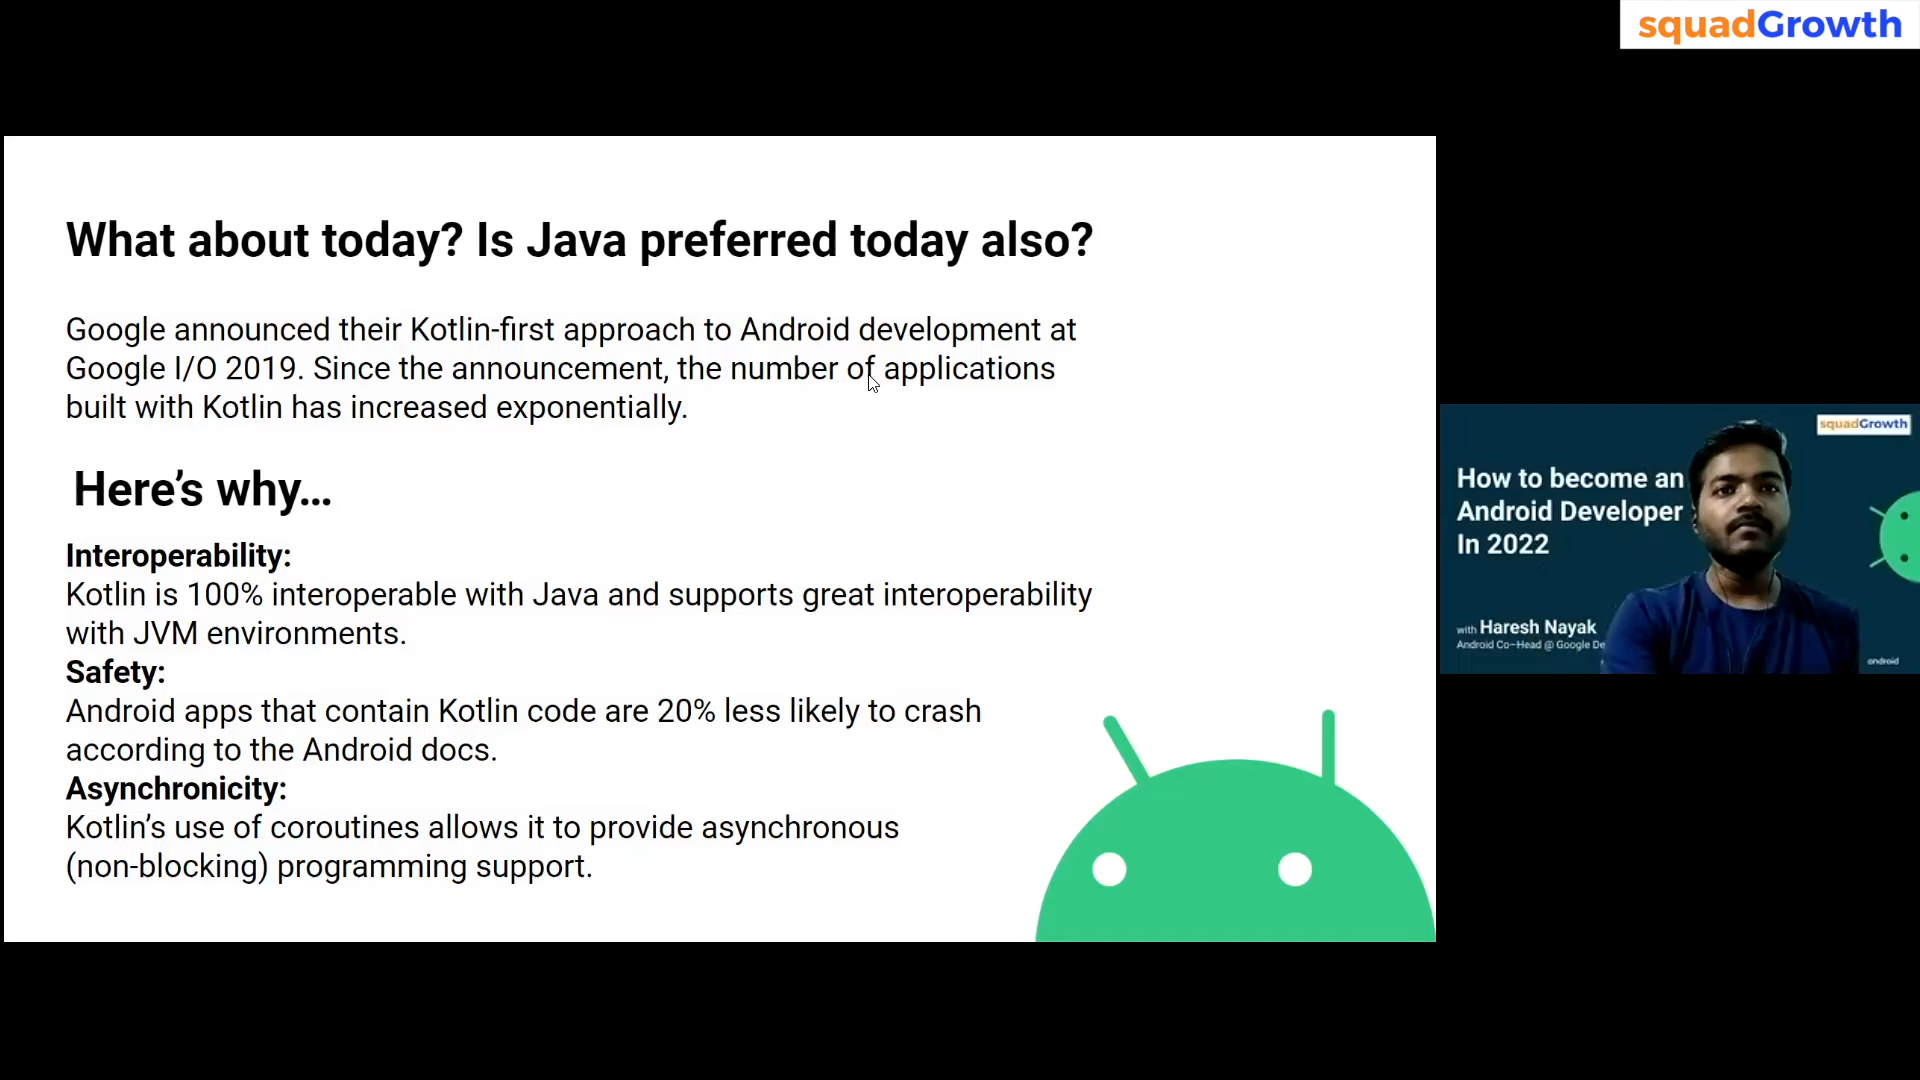 squadGrowth
What about today? Is Java preferred today also?
Google announced their Kotlin-first approach to Android development at
Google I/O 2019. Since the announcement, the number of applications
built with Kotlin has increased exponentially.
Here’s why...
Interoperability:
Kotlin is 100% interoperable with Java and supports great interoperability
with JVM environments.
Safety:
Android apps that contain Kotlin code are 20% less likely to crash
according to the Android docs.
Asynchronicity:
Kotlin’s use of coroutines allows it to provide asynchronous
(non-blocking) programming support.
squadGrowth
How to become an
Android Developer
In 2022
with Haresh Nayak
Android Co-Head @ Google De
android